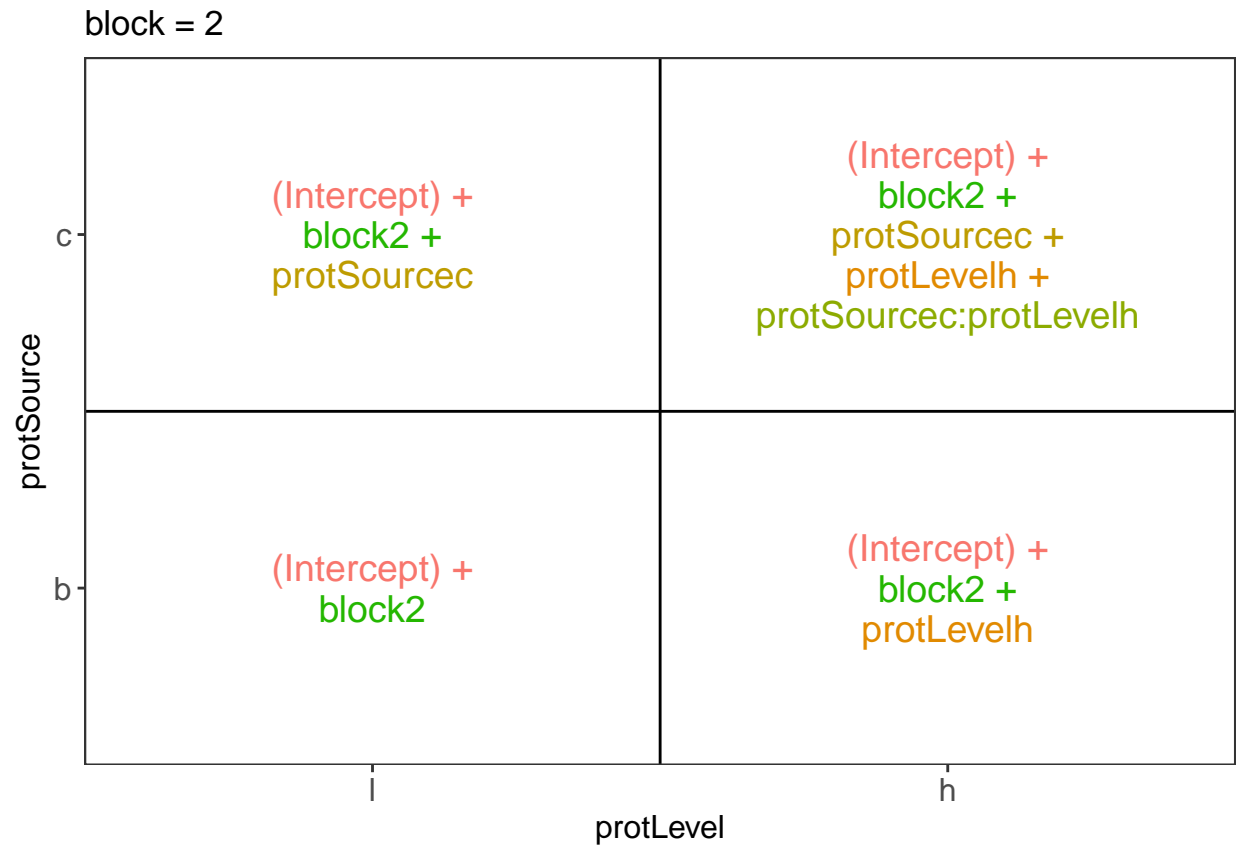 block = 2
(Intercept) +
block2 +
protSourcec
(Intercept) +
block2 +
protSourcec +
protLevelh +
protSourcec:protLevelh
(Intercept) +
block2
(Intercept) +
block2 +
protLevelh
c
b
protSource
l
h
protLevel